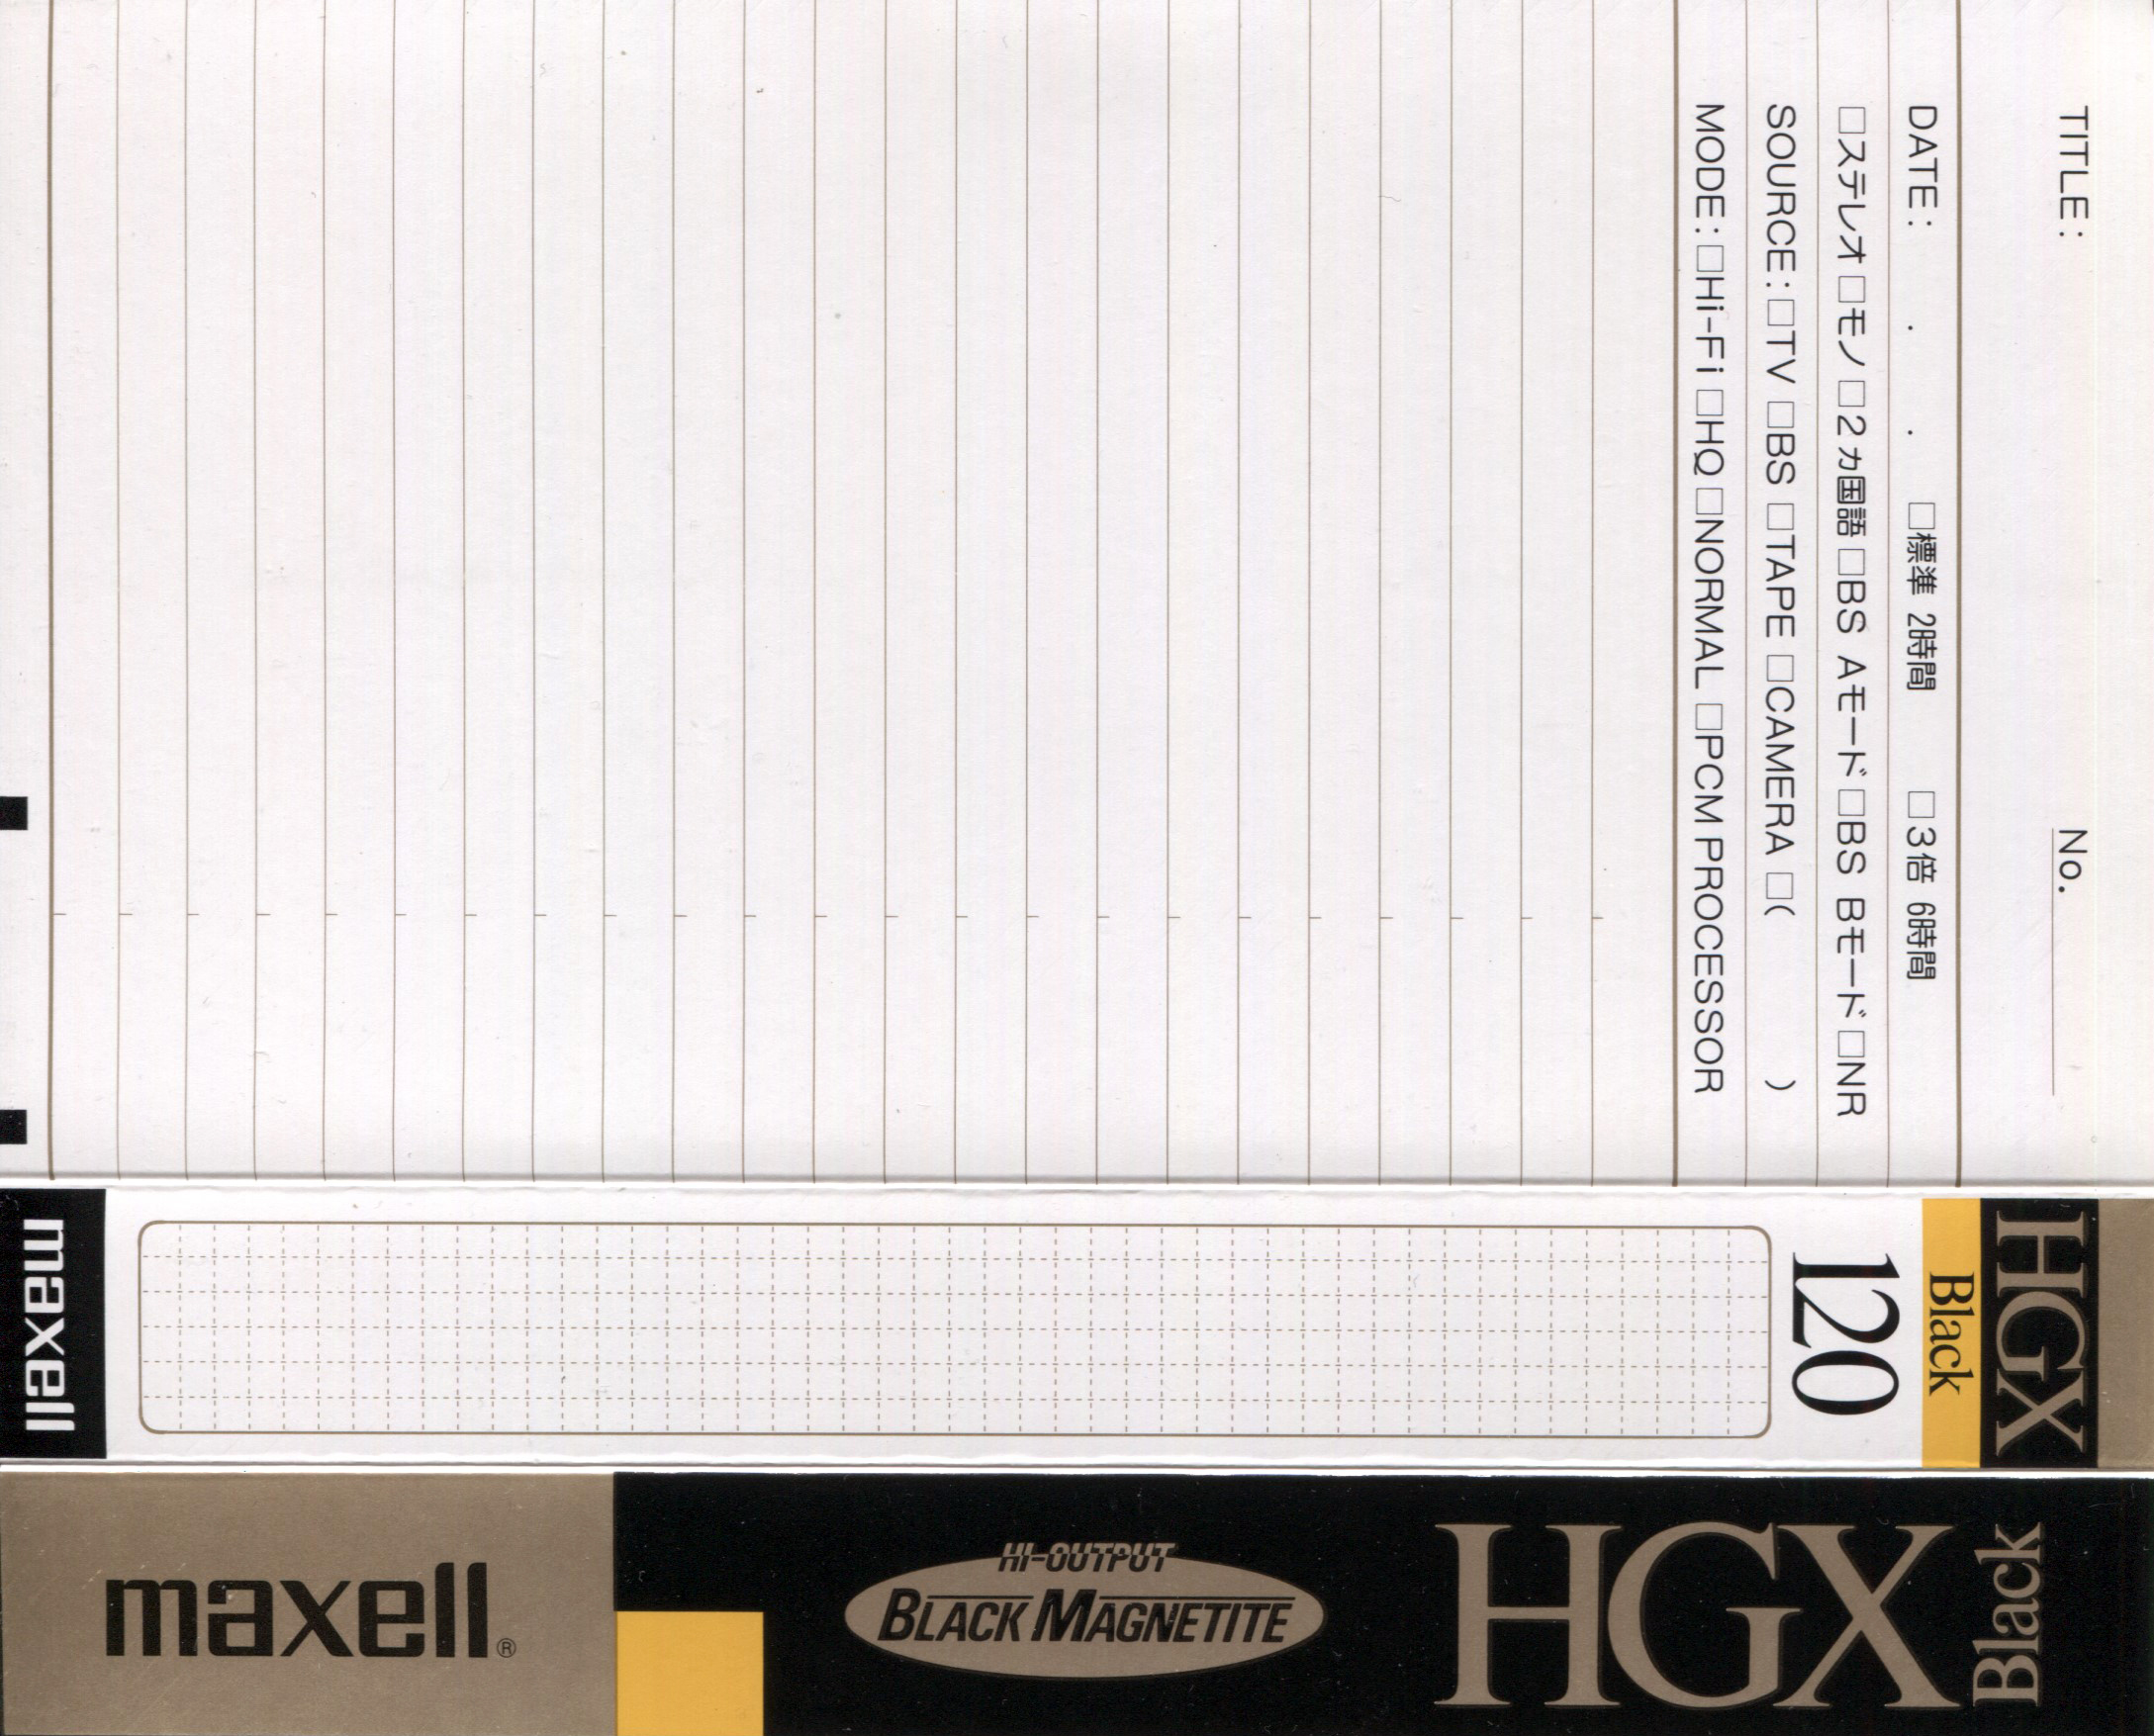 TITLE:
No.
DATE: . . □標準 2時間 □3倍 6時間
□ステレオ□モノ□2ヵ国語□BS Aモード□BS Bモード□NR
SOURCE:□TV □BS □TAPE □CAMERA □( )
MODE:□Hi-Fi □HQ □NORMAL □PCM PROCESSOR
HGX
Black
120
maxell
maxell®
HI-OUTPUT
BLACK MAGNETITE
HGX
Black